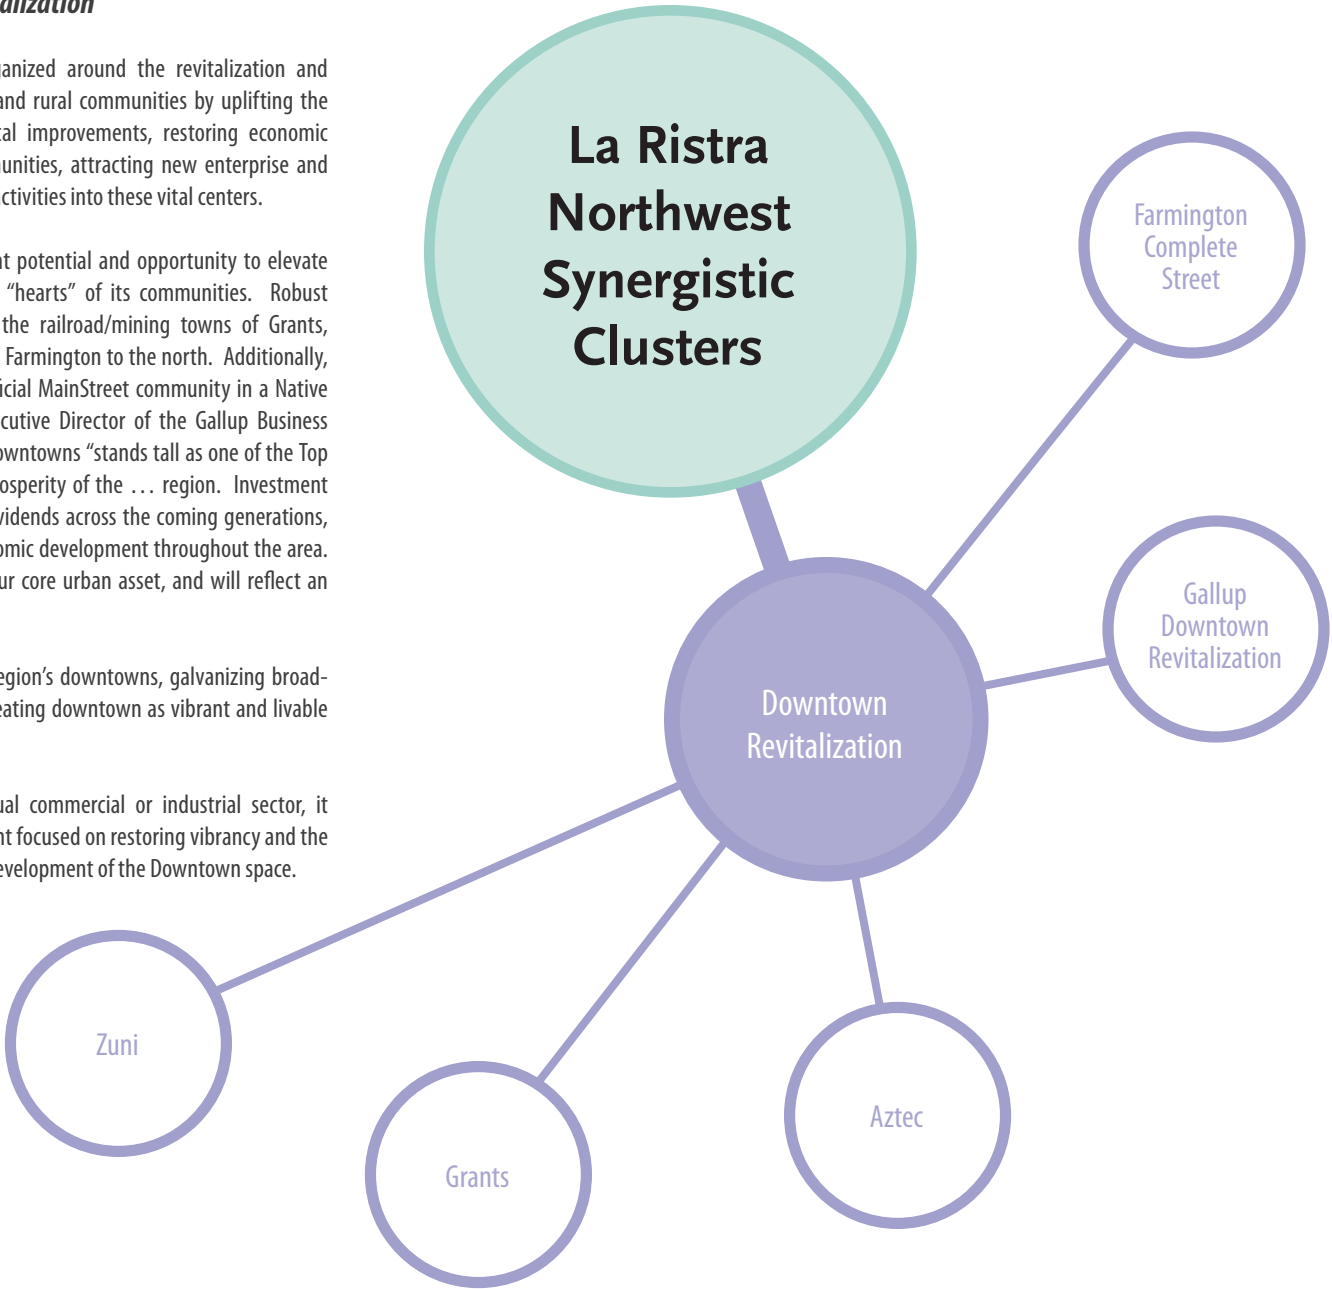 alization
ganized around the revitalization and
and rural communities by uplifting the
tal improvements, restoring economic
munities, attracting new enterprise and
activities into these vital centers.
nt potential and opportunity to elevate
“hearts” of its communities. Robust
the railroad/mining towns of Grants,
Farmington to the north. Additionally,
ficial MainStreet community in a Native
ecutive Director of the Gallup Business
owntowns “stands tall as one of the Top
osperity of the … region. Investment
vidends across the coming generations,
omic development throughout the area.
ur core urban asset, and will reflect an
egion’s downtowns, galvanizing broad-
eating downtown as vibrant and livable
ual commercial or industrial sector, it
nt focused on restoring vibrancy and the
evelopment of the Downtown space.
La Ristra
Northwest
Synergistic
Clusters
Farmington
Complete
Street
Gallup
Downtown
Revitalization
Downtown
Revitalization
Zuni
Grants
Aztec